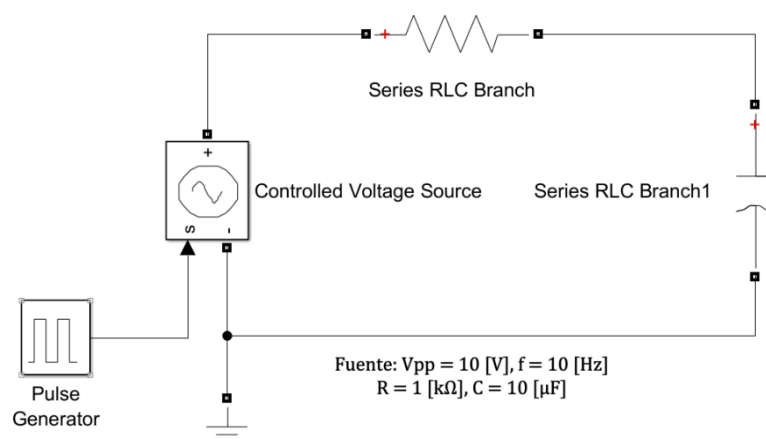 +
Series RLC Branch
+
+
Controlled Voltage Source
Series RLC Branch1
s
-
Pulse
Generator
Fuente: Vpp = 10 [V], f = 10 [Hz]
R = 1 [kΩ], C = 10 [μF]